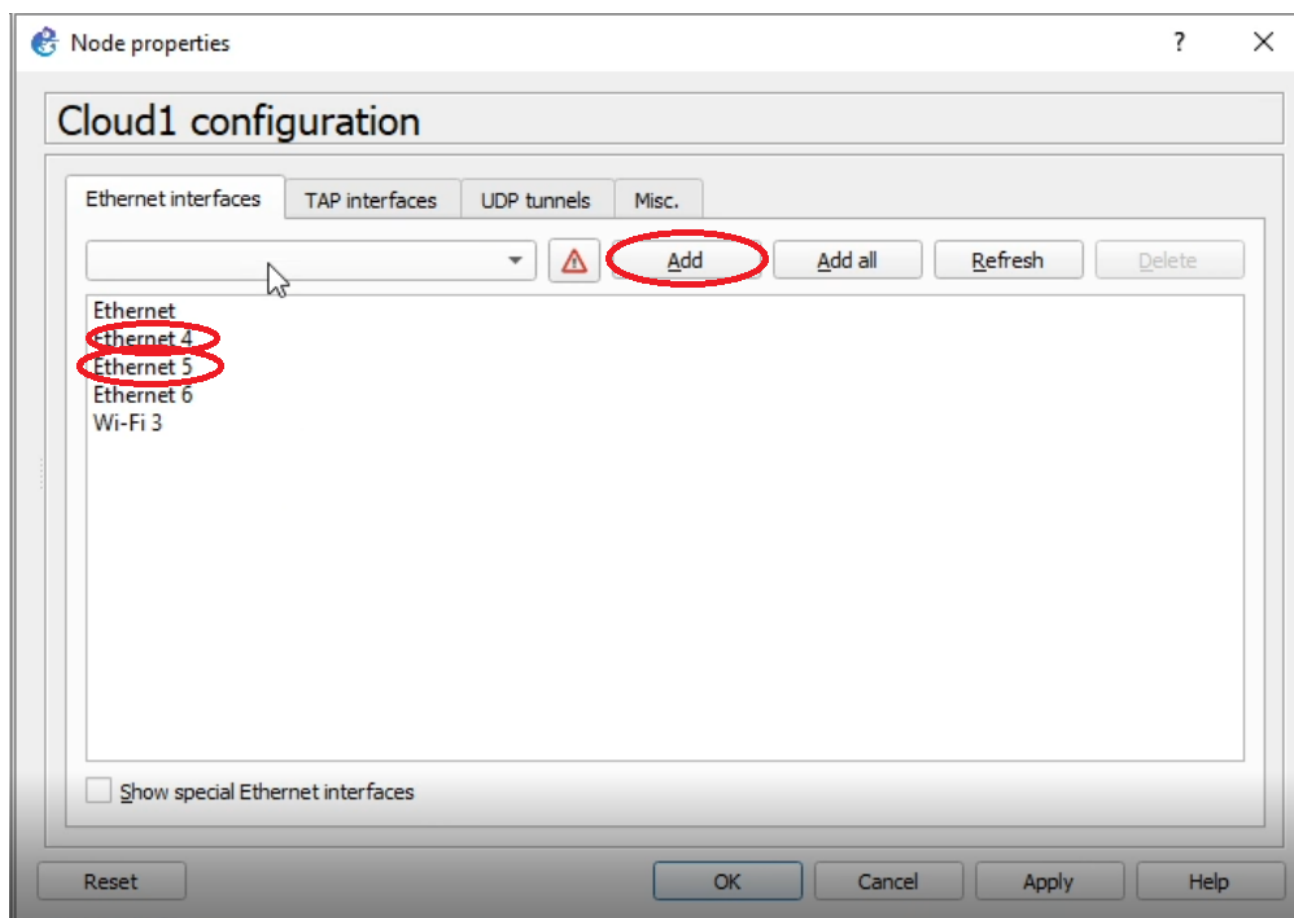 Node properties
?
Cloud1 configuration
Ethernet interfaces TAP interfaces UDP tunnels Misc.
Add Add all Refresh Delete
Ethernet
Ethernet 4
Ethernet 5
Ethernet 6
Wi-Fi 3
Show special Ethernet interfaces
Reset OK Cancel Apply Help